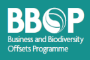 BBOP
Business and Biodiversity
Offsets Programme